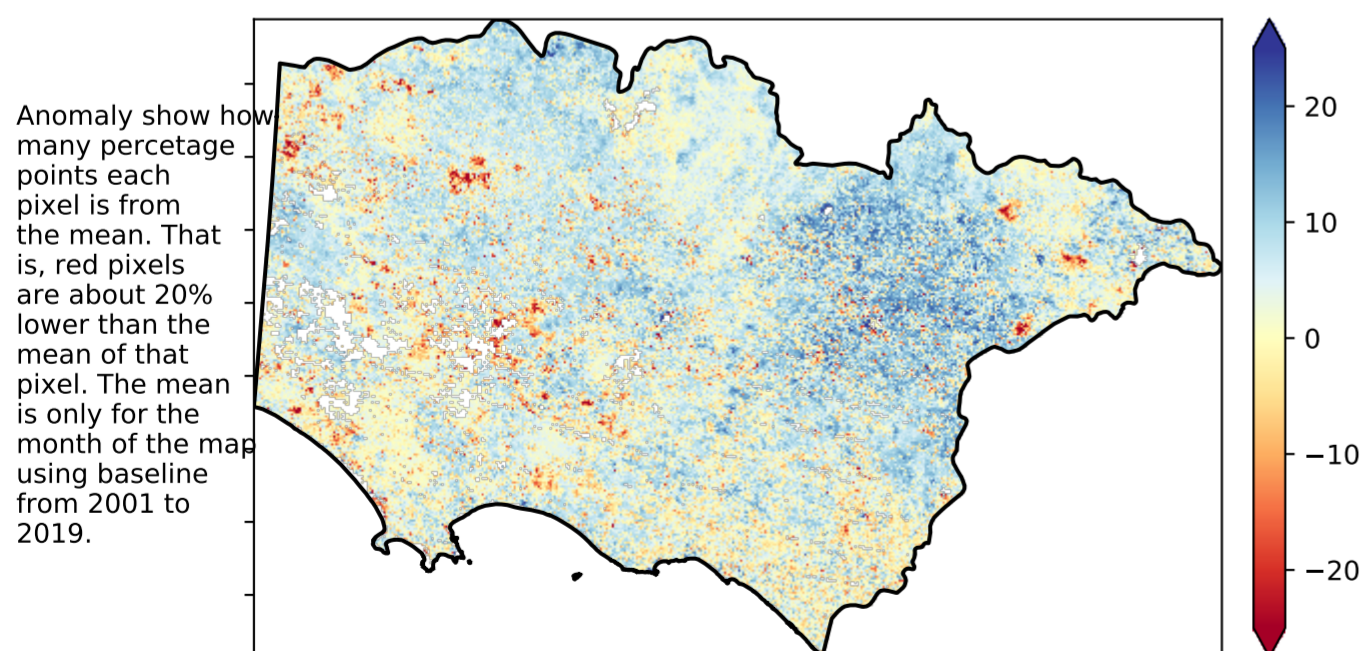 Anomaly show how
many percetage
points each
pixel is from
the mean. That
is, red pixels
are about 20%
lower than the
mean of that
pixel. The mean
is only for the
month of the map
using baseline
from 2001 to
2019.
20
10
0
−10
−20